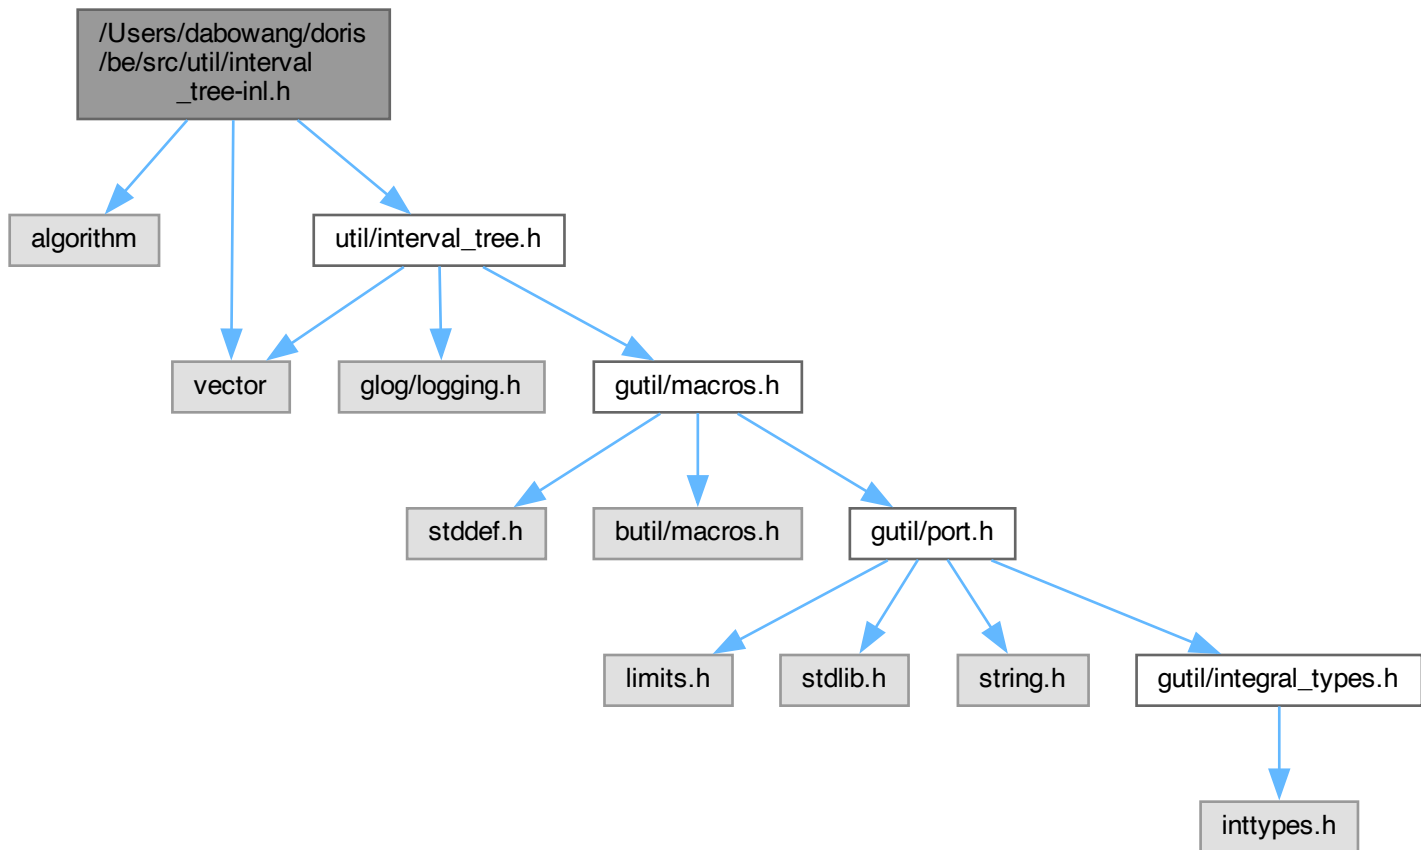 /Users/dabowang/doris
/be/src/util/interval
_tree-inl.h
algorithm
util/interval_tree.h
vector
glog/logging.h
gutil/macros.h
stddef.h
butil/macros.h
gutil/port.h
limits.h
stdlib.h
string.h
gutil/integral_types.h
inttypes.h